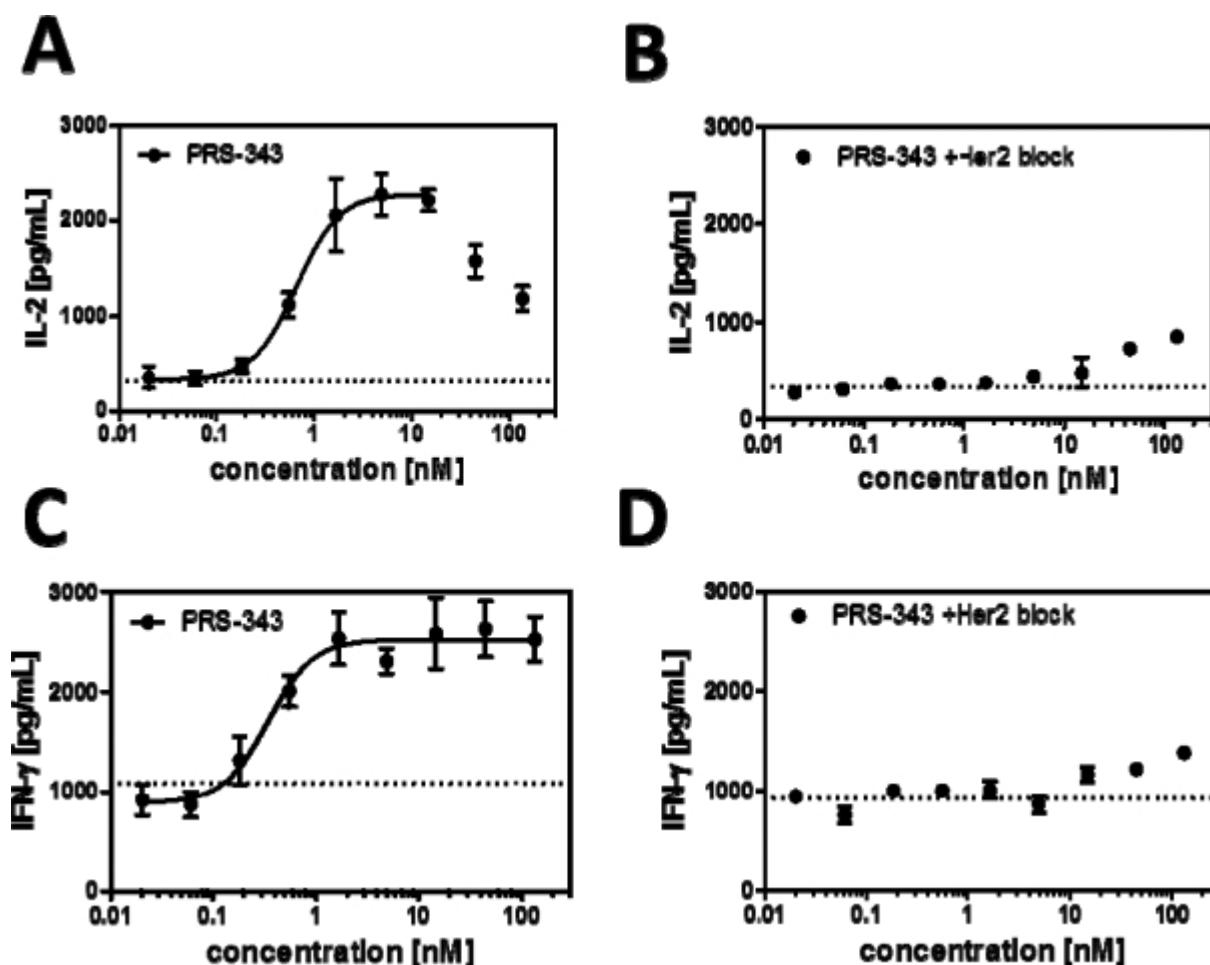 A
B
3000
PRS-343
2000
1000
0
IL-2 [pg/mL]
0.01 0.1 1 10 100
concentration [nM]
3000
PRS-343 +Her2 block
2000
1000
0
IL-2 [pg/mL]
0.01 0.1 1 10 100
concentration [nM]
C
D
3000
PRS-343
2000
1000
0
IFN-γ [pg/mL]
0.01 0.1 1 10 100
concentration [nM]
3000
PRS-343 +Her2 block
2000
1000
0
IFN-γ [pg/mL]
0.01 0.1 1 10 100
concentration [nM]